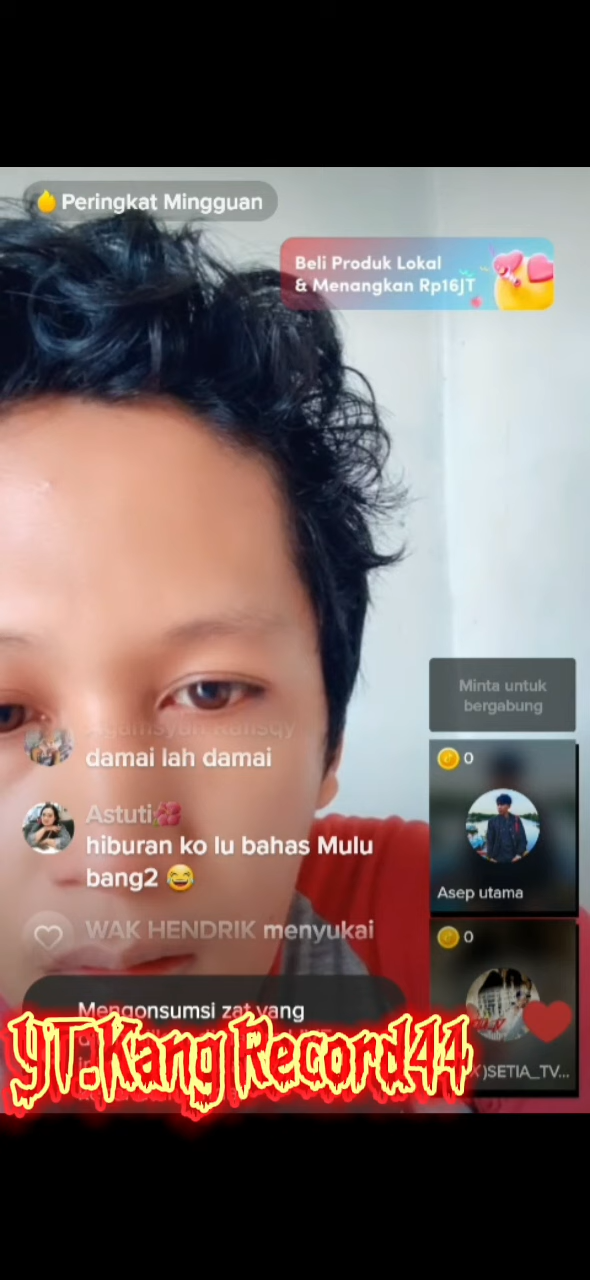 Peringkat Mingguan
Beli Produk Lokal
& Menangkan Rp16JT
Minta untuk
bergabung
0
damai lah damai
Astuti
hiburan ko lu bahas Mulu
bang2 😂
Asep utama
WAK HENDRIK menyukai
0
Mengonsumsi zat yang
YT.Kang Record44
)SETIA_TV...